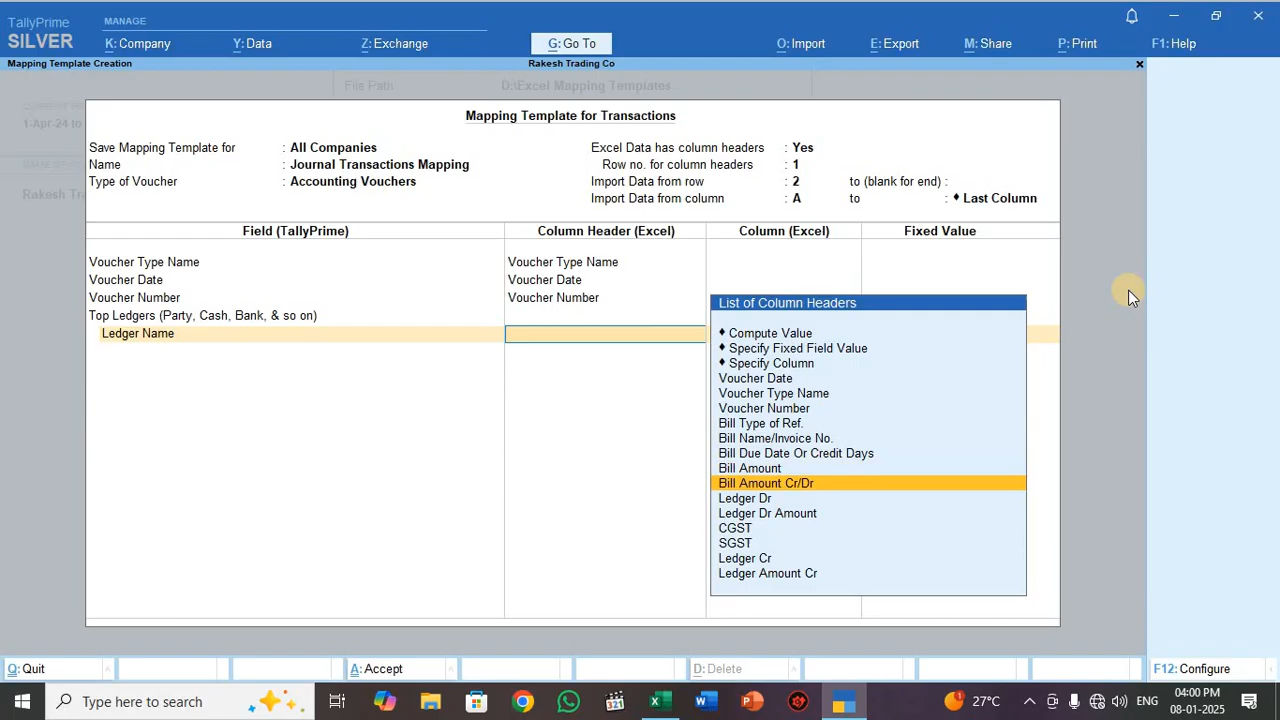 TallyPrime
MANAGE
SILVER
K: Company
Y: Data
Z: Exchange
G: Go To
O: Import
E: Export
M: Share
P: Print
F1: Help
Mapping Template Creation
Rakesh Trading Co
File Path D:\Excel Mapping Templates
1-Apr-24 to
Rakesh Tra
Mapping Template for Transactions
Save Mapping Template for : All Companies
Excel Data has column headers : Yes
Name : Journal Transactions Mapping
Row no. for column headers : 1
Type of Voucher : Accounting Vouchers
Import Data from row : 2 to (blank for end) :
Import Data from column : A to : ♦ Last Column
Field (TallyPrime) Column Header (Excel) Column (Excel) Fixed Value
Voucher Type Name Voucher Type Name
Voucher Date Voucher Date
Voucher Number Voucher Number
Top Ledgers (Party, Cash, Bank, & so on)
Ledger Name
List of Column Headers
♦ Compute Value
♦ Specify Fixed Field Value
♦ Specify Column
Voucher Date
Voucher Type Name
Voucher Number
Bill Type of Ref.
Bill Name/Invoice No.
Bill Due Date Or Credit Days
Bill Amount
Bill Amount Cr/Dr
Ledger Dr
Ledger Dr Amount
CGST
SGST
Ledger Cr
Ledger Amount Cr
Q: Quit
A: Accept
D: Delete
F12: Configure
Type here to search
27°C
ENG
04:00 PM
08-01-2025